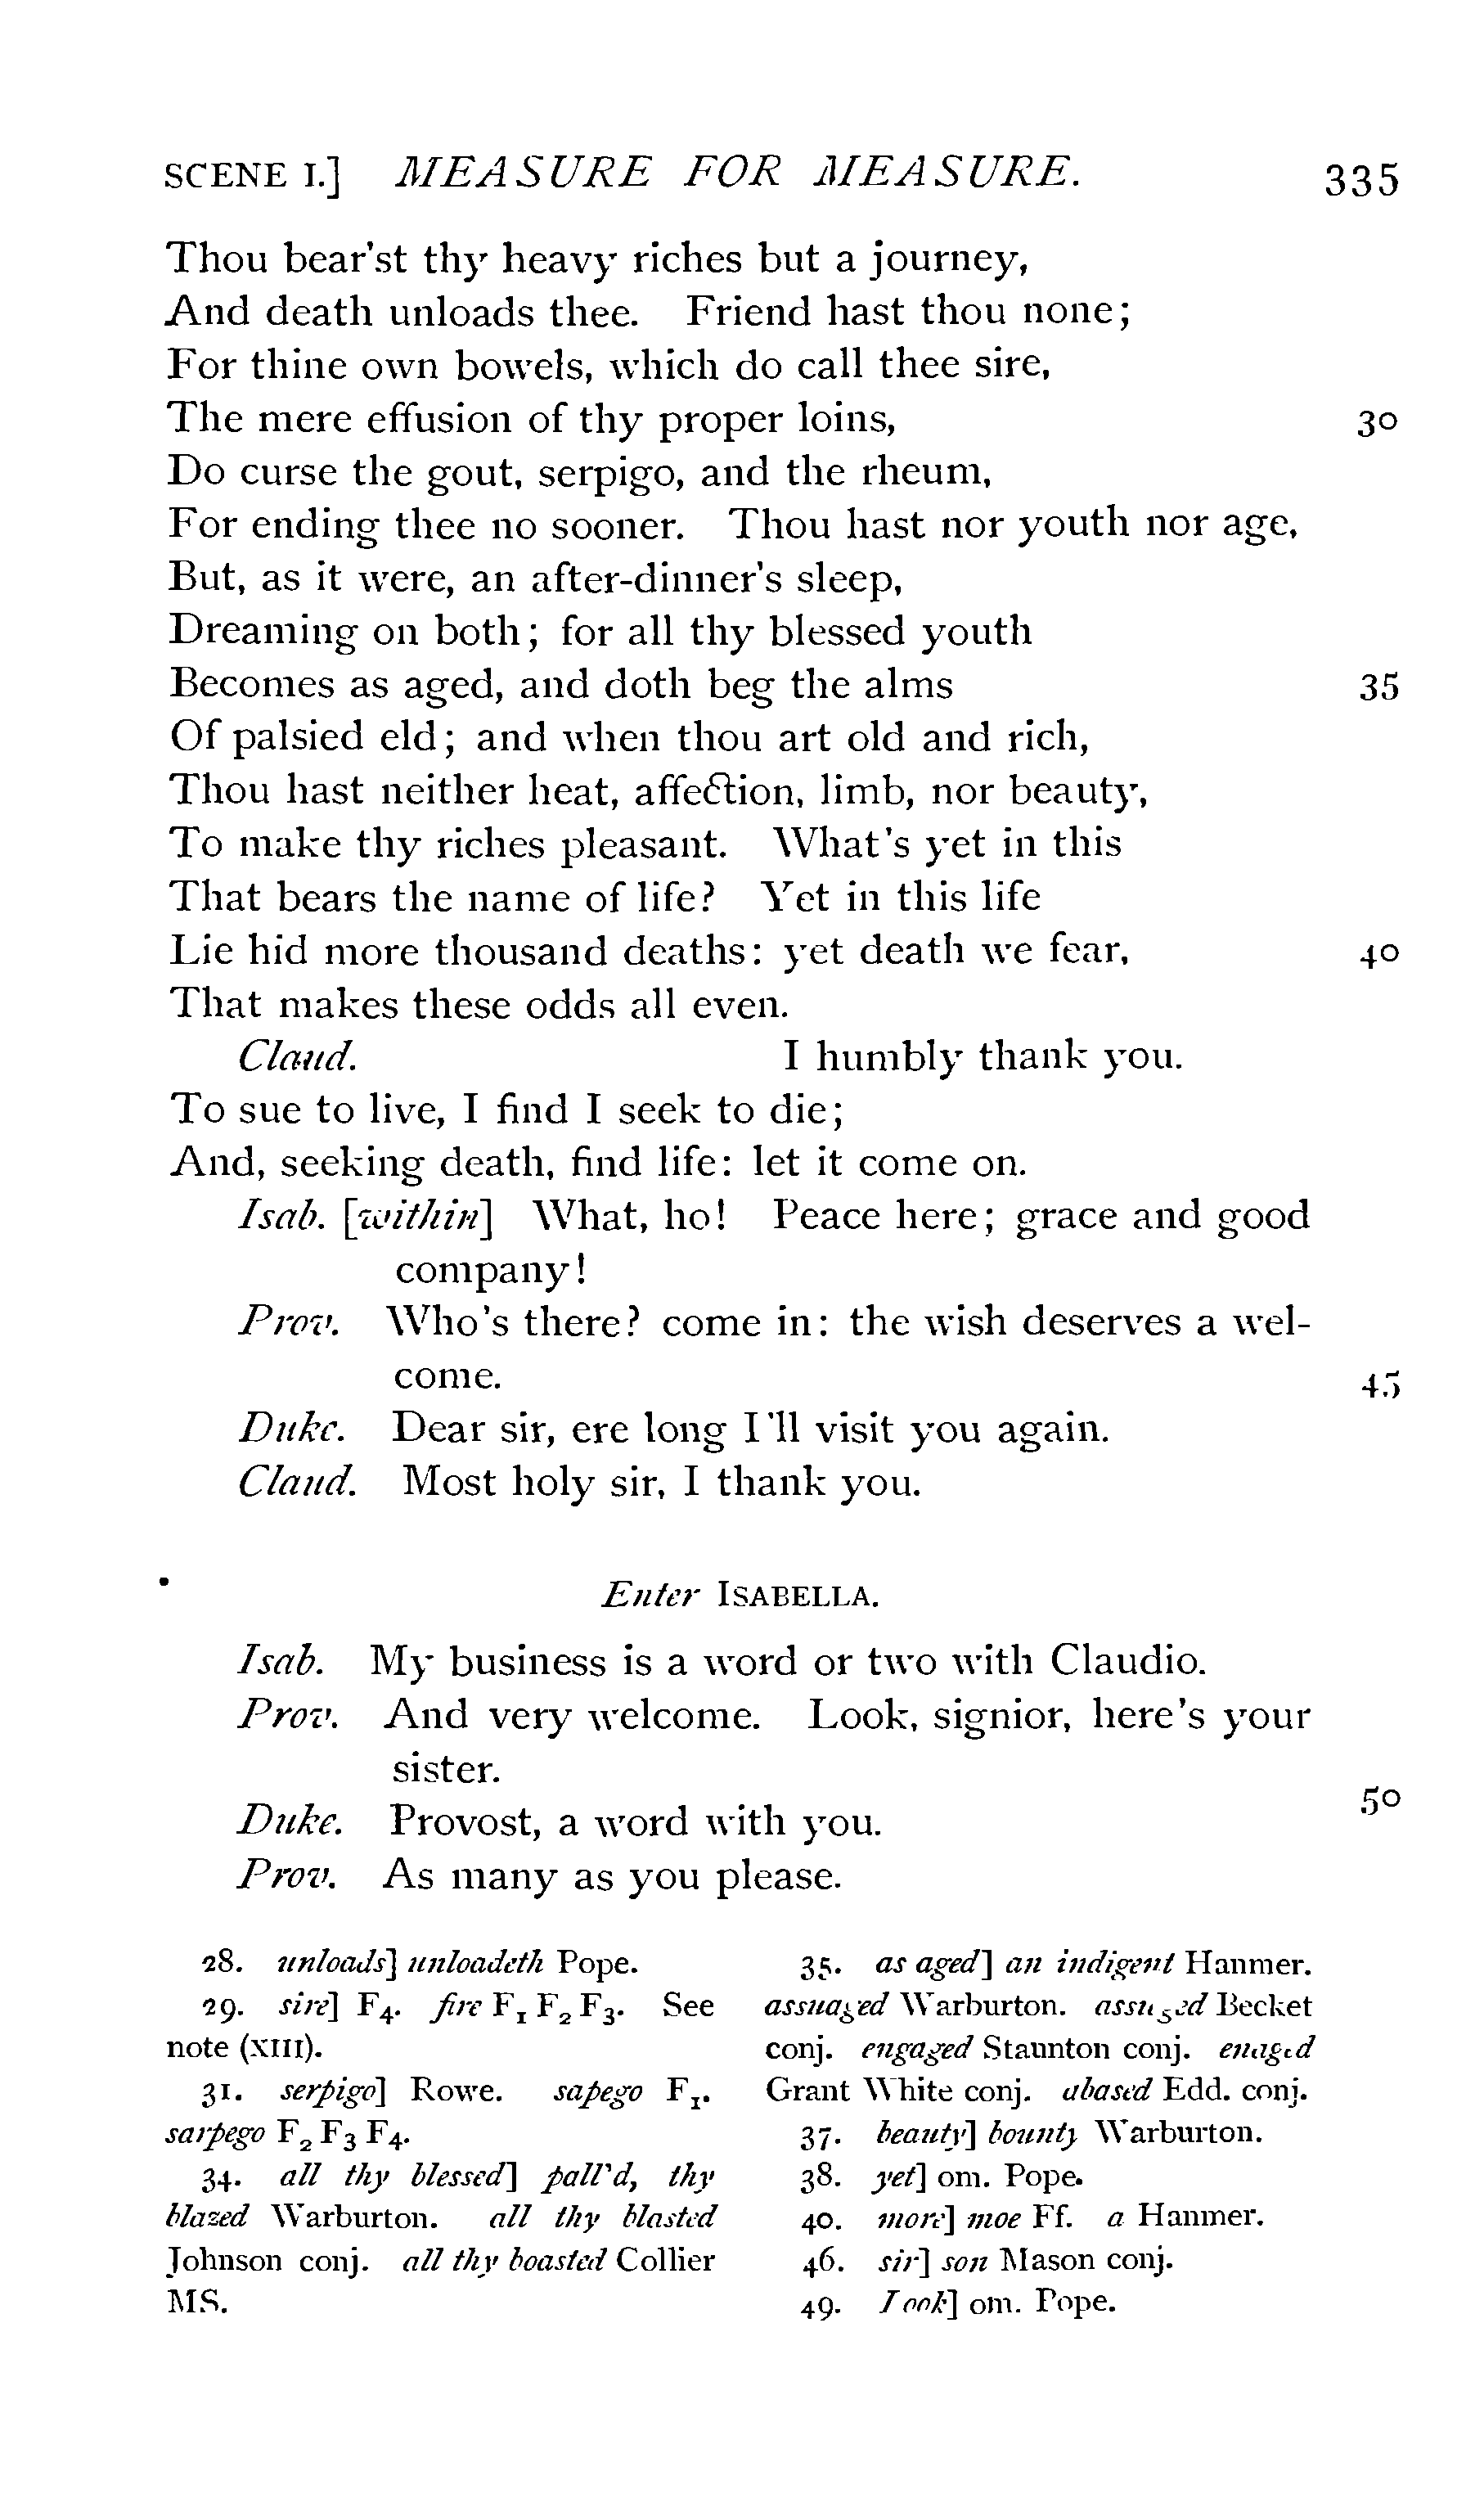 SCENE I.] MEASURE FOR MEASURE. 335
Thou bear'st thy heavy riches but a journey,
And death unloads thee. Friend hast thou none;
For thine own bowels, which do call thee sire,
The mere effusion of thy proper loins, 30
Do curse the gout, serpigo, and the rheum,
For ending thee no sooner. Thou hast nor youth nor age,
But, as it were, an after-dinner's sleep,
Dreaming on both; for all thy blessed youth
Becomes as aged, and doth beg the alms 35
Of palsied eld; and when thou art old and rich,
Thou hast neither heat, affection, limb, nor beauty,
To make thy riches pleasant. What's yet in this
That bears the name of life? Yet in this life
Lie hid more thousand deaths: yet death we fear, 40
That makes these odds all even.
Claud. I humbly thank you.
To sue to live, I find I seek to die;
And, seeking death, find life: let it come on.
Isab. [within] What, ho! Peace here; grace and good
company!
Prov. Who's there? come in: the wish deserves a wel-
come. 45
Duke. Dear sir, ere long I'll visit you again.
Claud. Most holy sir, I thank you.
Enter ISABELLA.
Isab. My business is a word or two with Claudio.
Prov. And very welcome. Look, signior, here's your
sister.
50
Duke. Provost, a word with you.
Prov. As many as you please.
28. unloads] unloadeth Pope.
29. sire] F4. fire F1 F2 F3. See
note (XIII).
31. serpigo] Rowe. sapego F1.
sarpego F2 F3 F4.
34. all thy blessed] pall'd, thy
blazed Warburton. all thy blasted
Johnson conj. all thy boasted Collier
MS.
35. as aged] an indigent Hanmer.
assuaged Warburton. assuged Becket
conj. engaged Staunton conj. enaged
Grant White conj. abased Edd. conj.
37. beauty] bounty Warburton.
38. yet] om. Pope.
40. more] moe Ff. a Hanmer.
46. sir] son Mason conj.
49. Look] om. Pope.